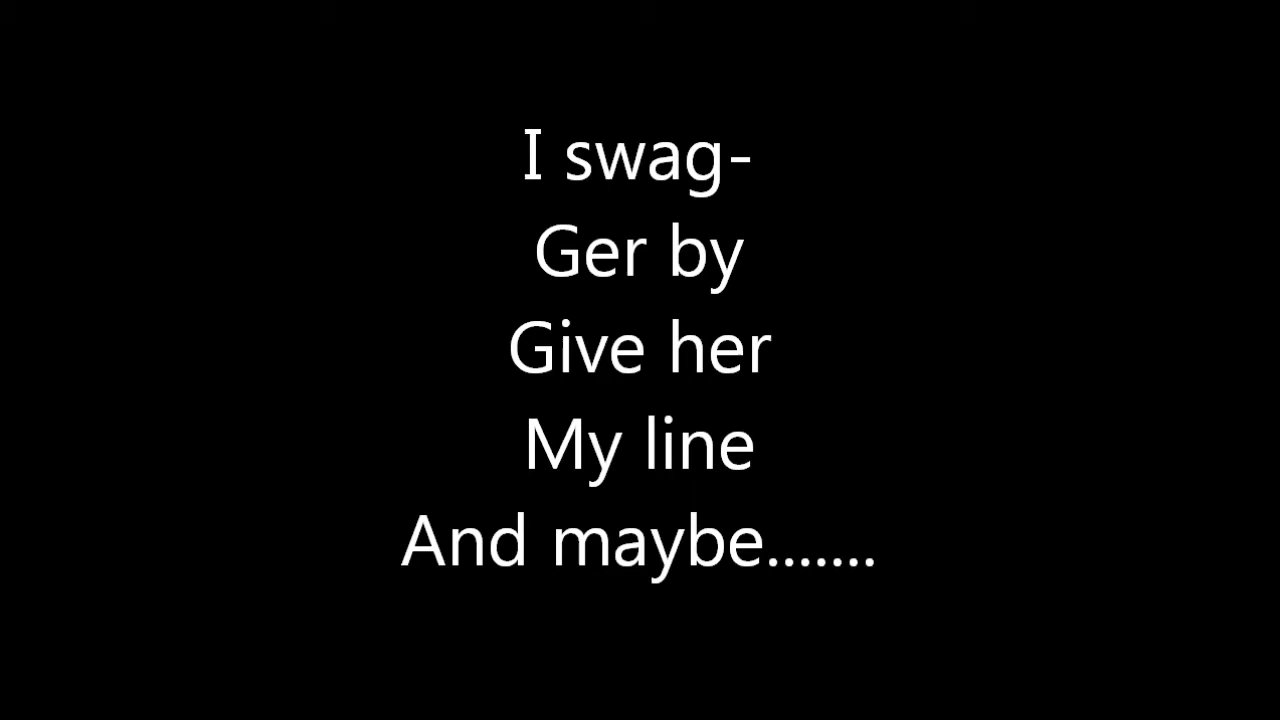 I swag-
Ger by
Give her
My line
And maybe.......